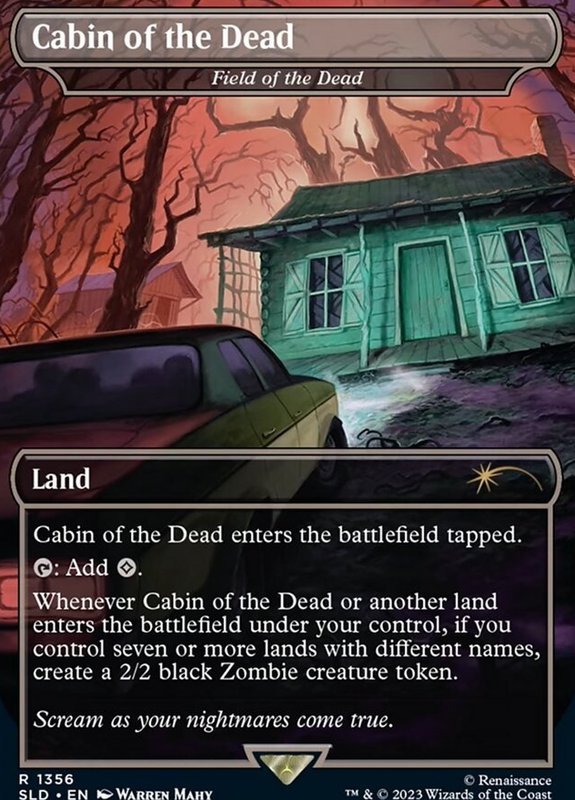 Cabin of the Dead
Field of the Dead
Land
Cabin of the Dead enters the battlefield tapped.
: Add .
Whenever Cabin of the Dead or another land
enters the battlefield under your control, if you
control seven or more lands with different names,
create a 2/2 black Zombie creature token.
Scream as your nightmares come true.
R 1356
© Renaissance
SLD • EN Warren Mahy
™ & © 2023 Wizards of the Coast